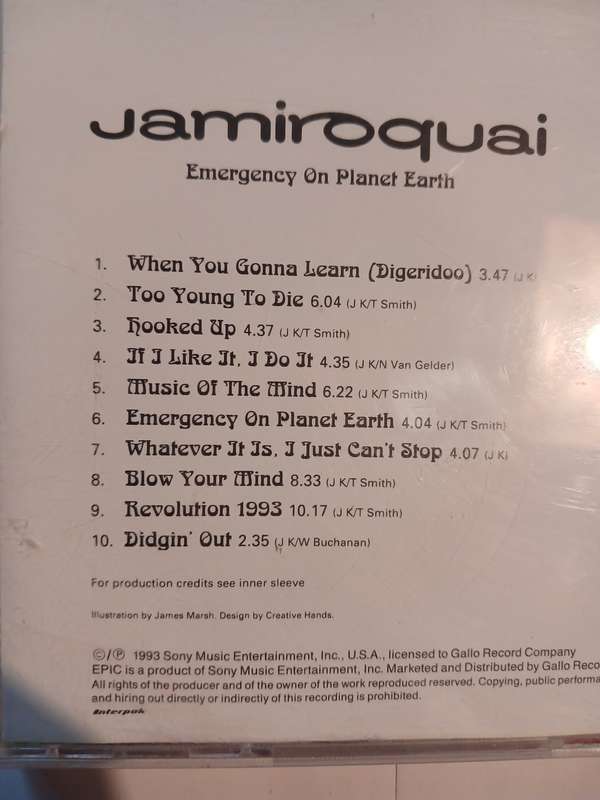 Jamiroquai
Emergency On Planet Earth
1. When You Gonna Learn (Digeridoo) 3.47 (J K)
2. Too Young To Die 6.04 (J K/T Smith)
3. Hooked Up 4.37 (J K/T Smith)
4. If I Like It, I Do It 4.35 (J K/N Van Gelder)
5. Music Of The Mind 6.22 (J K/T Smith)
6. Emergency On Planet Earth 4.04 (J K/T Smith)
7. Whatever It Is, I Just Can't Stop 4.07 (J K)
8. Blow Your Mind 8.33 (J K/T Smith)
9. Revolution 1993 10.17 (J K/T Smith)
10. Didgin' Out 2.35 (J K/W Buchanan)
For production credits see inner sleeve
Illustration by James Marsh. Design by Creative Hands.
©/℗ 1993 Sony Music Entertainment, Inc., U.S.A., licensed to Gallo Record Company
EPIC is a product of Sony Music Entertainment, Inc. Marketed and Distributed by Gallo
All rights of the producer and of the owner of the work reproduced reserved. Copying, public
and hiring out directly or indirectly of this recording is prohibited.
Interpak